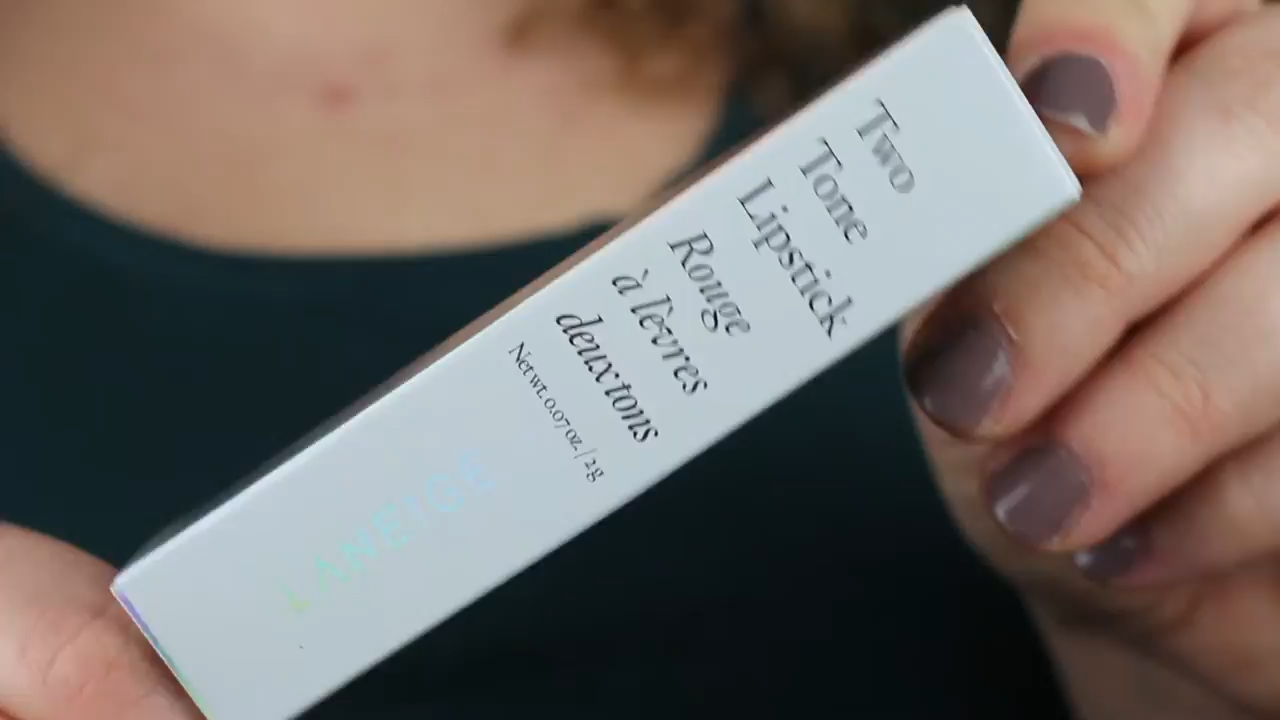 Two
Tone
Lipstick
Rouge
à lèvres
deux tons
Net wt. 0.07 oz. / 2 g
LANEIGE